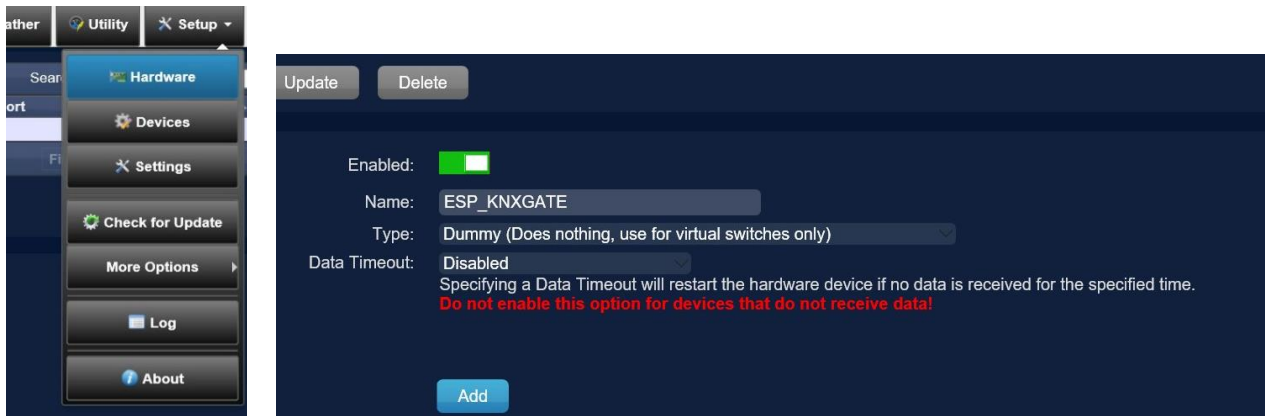 ather Utility Setup
Sear
Hardware
ort
Devices
Fi
Settings
Check for Update
More Options
Log
About
Update Delete
Enabled:
Name: ESP_KNXGATE
Type: Dummy (Does nothing, use for virtual switches only)
Data Timeout: Disabled
Specifying a Data Timeout will restart the hardware device if no data is received for the specified time.
Do not enable this option for devices that do not receive data!
Add